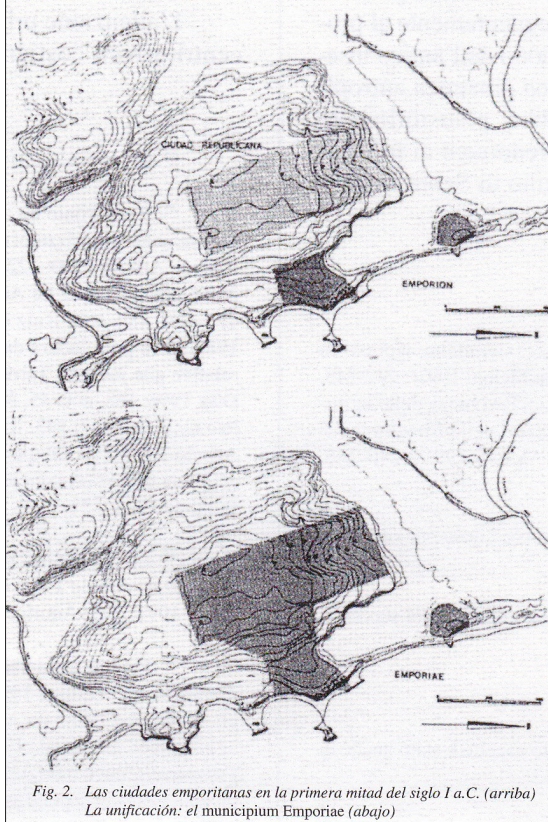 CIUDAD REPUBLICANA
EMPORION
EMPORIAE
Fig. 2. Las ciudades emporitanas en la primera mitad del siglo I a.C. (arriba)
La unificación: el municipium Emporiae (abajo)